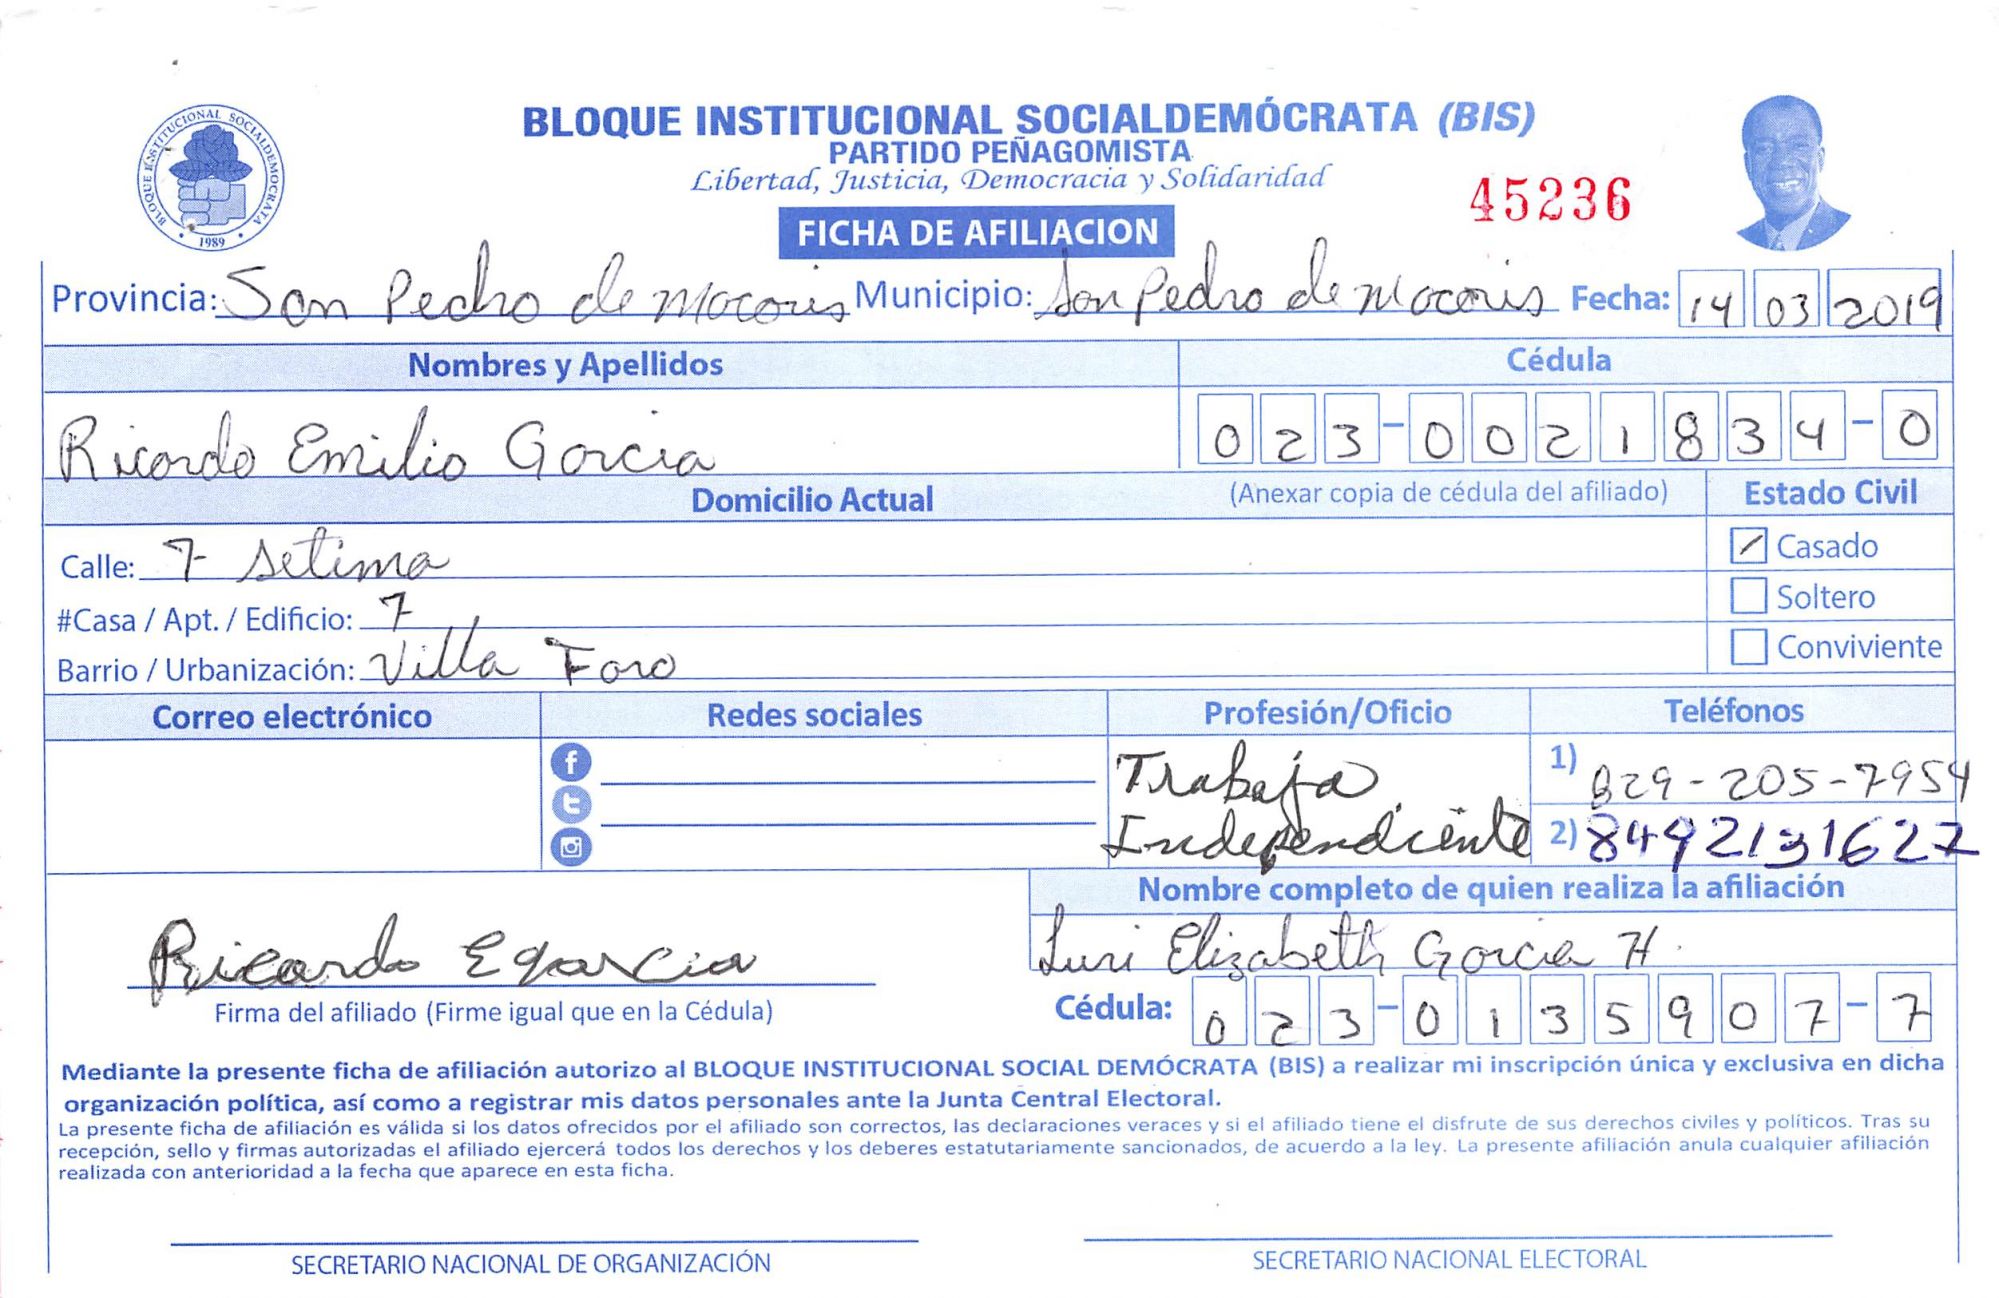 BLOQUE INSTITUCIONAL SOCIALDEMÓCRATA (BIS)
PARTIDO PEÑAGOMISTA
Libertad, Justicia, Democracia y Solidaridad
45236
BLOQUE INSTITUCIONAL SOCIALDEMOCRATA
1989
FICHA DE AFILIACION
Provincia: San Pedro de Macoris Municipio: San Pedro de Macoris Fecha: 14 03 2019
Nombres y Apellidos Cédula
Ricardo Emilio Garcia 023-0021834-0
Domicilio Actual (Anexar copia de cédula del afiliado) Estado Civil
Calle: 7 Setima Casado
#Casa / Apt. / Edificio: 7 Soltero
Barrio / Urbanización: Villa Faro Conviviente
Correo electrónico Redes sociales Profesión/Oficio Teléfonos
Trabaja 1) 829-205-7954
Independiente 2) 8492131627
Nombre completo de quien realiza la afiliación
Ricardo E Garcia Luri Elizabeth Garcia H.
Firma del afiliado (Firme igual que en la Cédula) Cédula: 023-0135907-7
Mediante la presente ficha de afiliación autorizo al BLOQUE INSTITUCIONAL SOCIAL DEMÓCRATA (BIS) a realizar mi inscripción única y exclusiva en dicha
organización política, así como a registrar mis datos personales ante la Junta Central Electoral.
La presente ficha de afiliación es válida si los datos ofrecidos por el afiliado son correctos, las declaraciones veraces y si el afiliado tiene el disfrute de sus derechos civiles y políticos. Tras su
recepción, sello y firmas autorizadas el afiliado ejercerá todos los derechos y los deberes estatutariamente sancionados, de acuerdo a la ley. La presente afiliación anula cualquier afiliación
realizada con anterioridad a la fecha que aparece en esta ficha.
SECRETARIO NACIONAL DE ORGANIZACIÓN SECRETARIO NACIONAL ELECTORAL